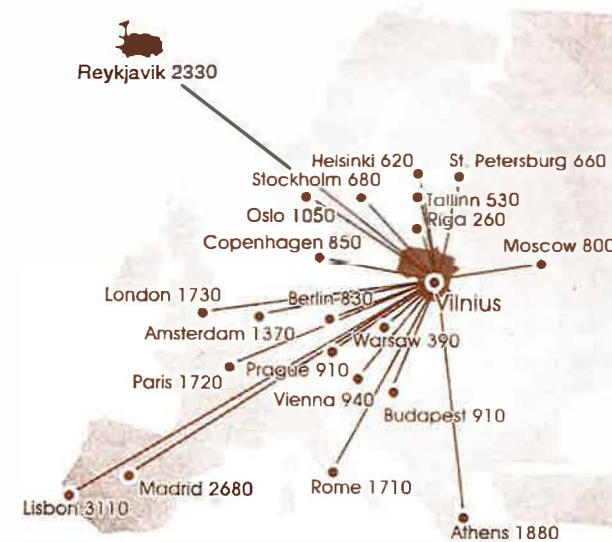 Reykjavik 2330
Helsinki 620
St. Petersburg 660
Stockholm 680
Tallinn 530
Oslo 1050
Riga 260
Copenhagen 850
Moscow 800
London 1730
Berlin 830
Vilnius
Amsterdam 1370
Warsaw 390
Prague 910
Paris 1720
Vienna 940
Budapest 910
Madrid 2680
Rome 1710
Lisbon 3110
Athens 1880